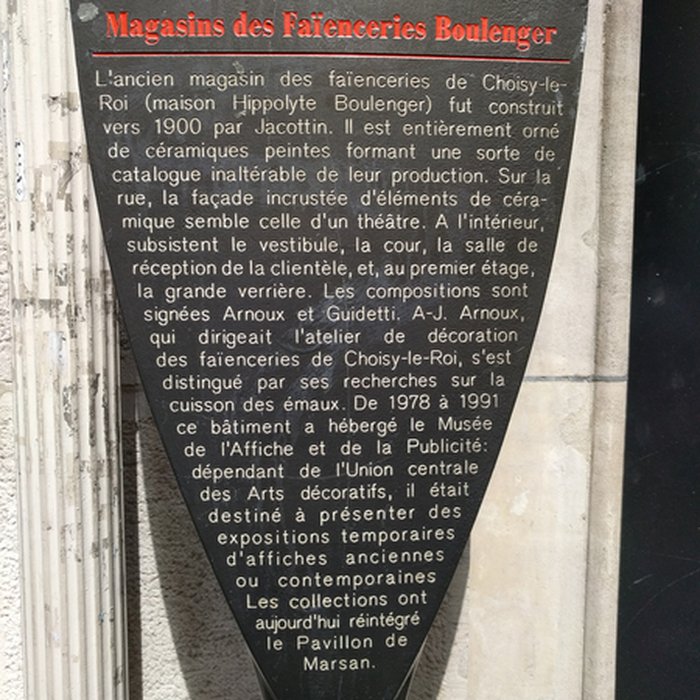 Magasins des Faïenceries Boulenger
L'ancien magasin des faïenceries de Choisy-le-
Roi (maison Hippolyte Boulenger) fut construit
vers 1900 par Jacottin. Il est entièrement orné
de céramiques peintes formant une sorte de
catalogue inaltérable de leur production. Sur la
rue, la façade incrustée d'éléments de céra-
mique semble celle d'un théâtre. A l'intérieur,
subsistent le vestibule, la cour, la salle de
réception de la clientèle, et, au premier étage,
la grande verrière. Les compositions sont
signées Arnoux et Guidetti. A-J. Arnoux,
qui dirigeait l'atelier de décoration
des faïenceries de Choisy-le-Roi, s'est
distingué par ses recherches sur la
cuisson des émaux. De 1978 à 1991
ce bâtiment a hébergé le Musée
de l'Affiche et de la Publicité:
dépendant de l'Union centrale
des Arts décoratifs, il était
destiné à présenter des
expositions temporaires
d'affiches anciennes
ou contemporaines
Les collections ont
aujourd'hui réintégré
le Pavillon de
Marsan.